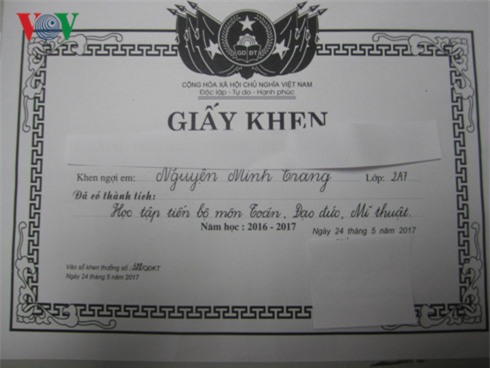 VOV
GD ĐT
CỘNG HÒA XÃ HỘI CHỦ NGHĨA VIỆT NAM
Độc lập - Tự do - Hạnh phúc
GIẤY KHEN
Khen ngợi em: Nguyễn Minh Trang Lớp: 2A7
Đã có thành tích:
Học tập tiến bộ môn Toán, Đạo đức, Mĩ thuật.
Năm học: 2016 - 2017
Ngày 24 tháng 5 năm 2017
Vào sổ khen thưởng số: /QĐKT
Ngày 24 tháng 5 năm 2017
VOV